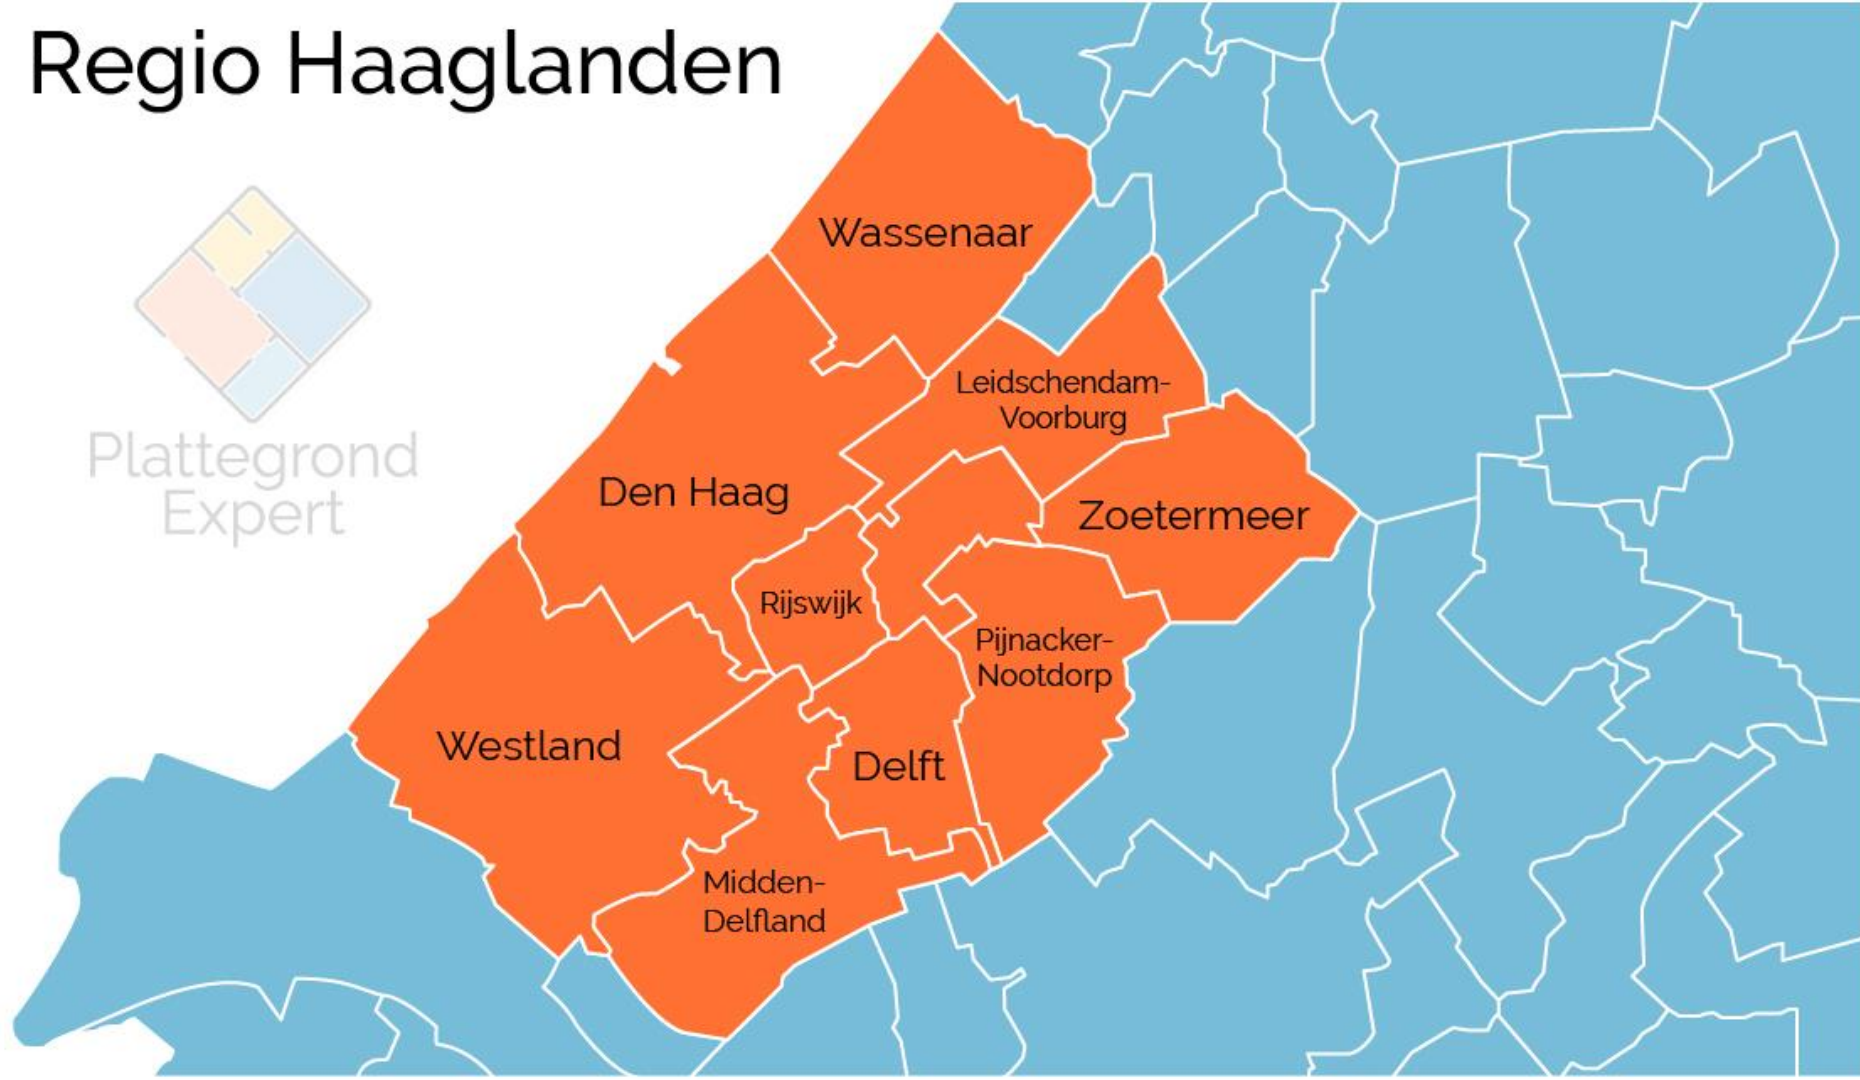 Regio Haaglanden
Wassenaar
Plattegrond
Expert
Leidschendam-
Voorburg
Den Haag
Zoetermeer
Rijswijk
Pijnacker-
Nootdorp
Westland
Delft
Midden-
Delfland